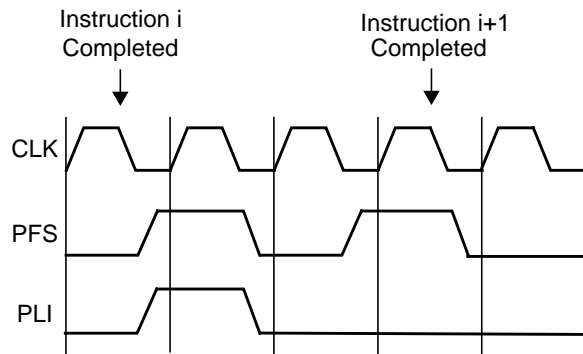 Instruction i
Completed
Instruction i+1
Completed
CLK
PFS
PLI